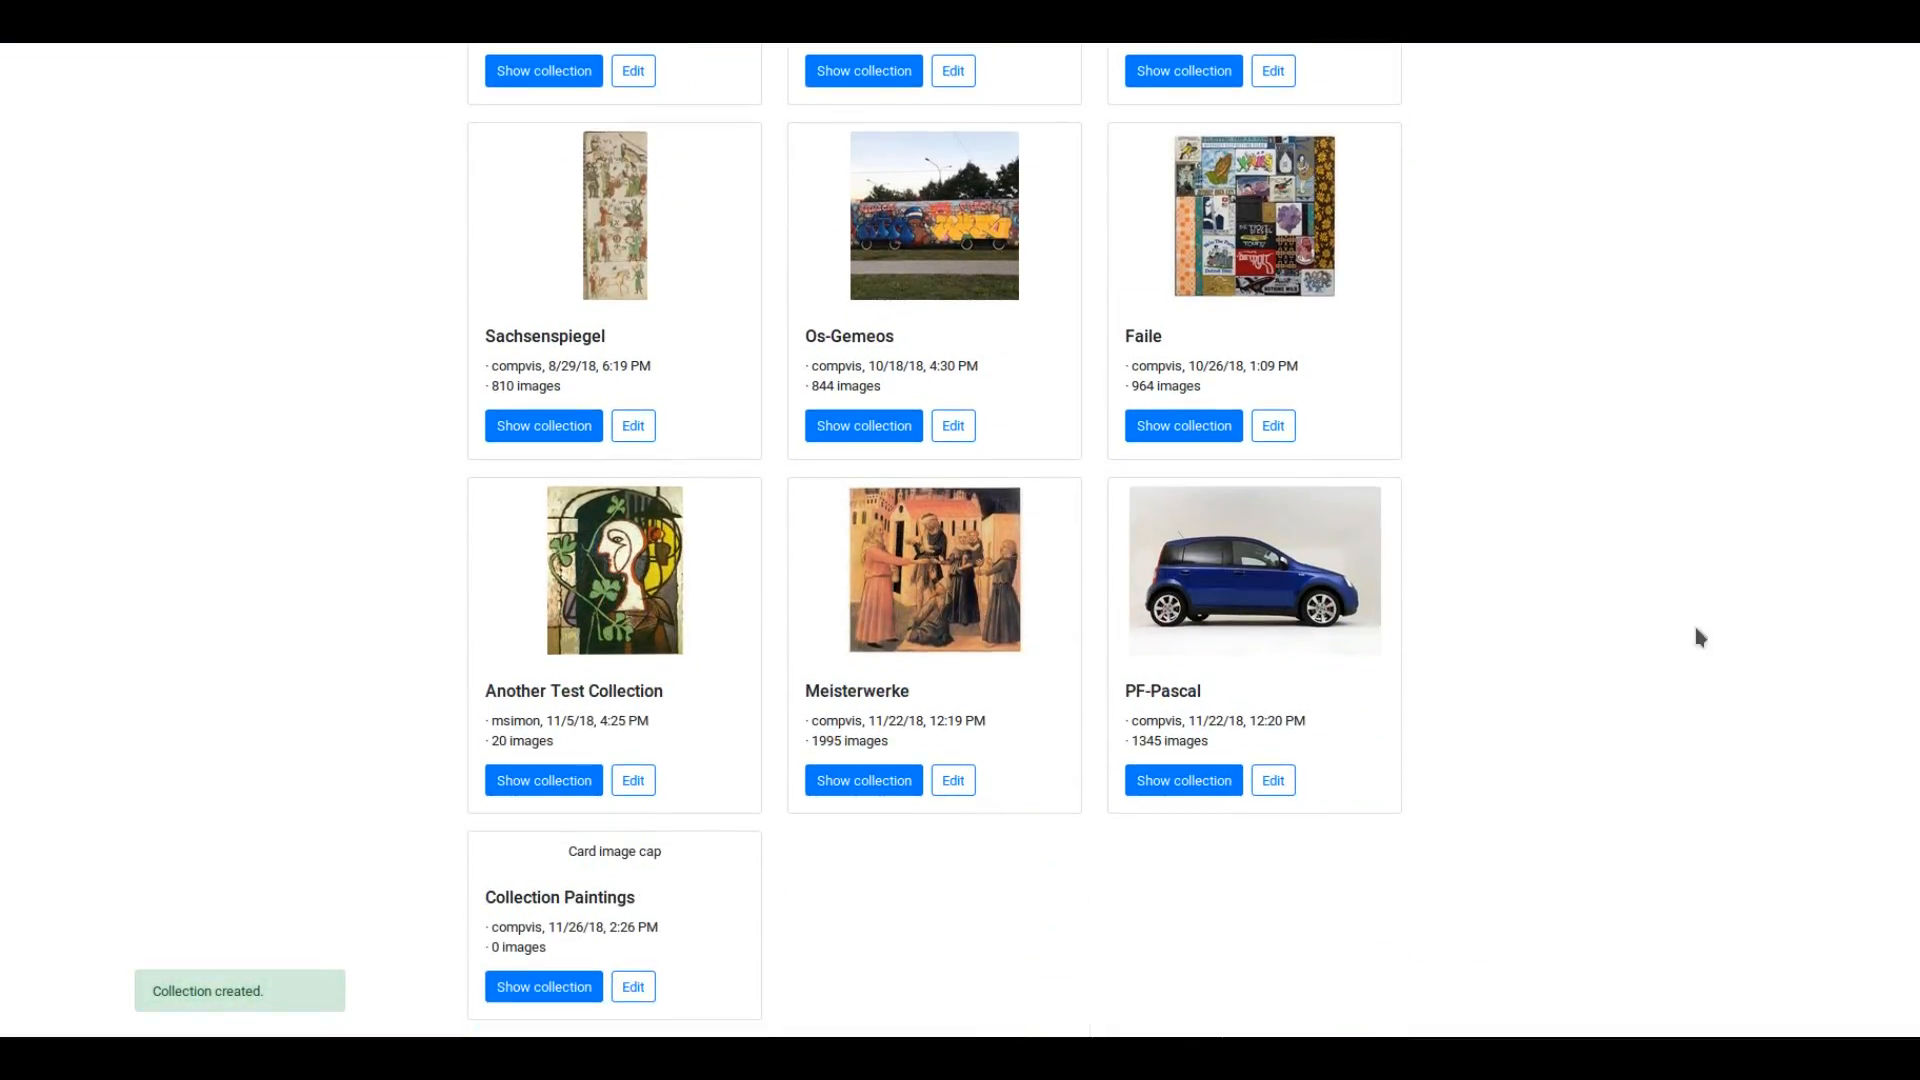 Show collection Edit Show collection Edit Show collection Edit
Sachsenspiegel
· compvis, 8/29/18, 6:19 PM
· 810 images
Show collection Edit
Os-Gemeos
· compvis, 10/18/18, 4:30 PM
· 844 images
Show collection Edit
Faile
· compvis, 10/26/18, 1:09 PM
· 964 images
Show collection Edit
Another Test Collection
· msimon, 11/5/18, 4:25 PM
· 20 images
Show collection Edit
Meisterwerke
· compvis, 11/22/18, 12:19 PM
· 1995 images
Show collection Edit
PF-Pascal
· compvis, 11/22/18, 12:20 PM
· 1345 images
Show collection Edit
Card image cap
Collection Paintings
· compvis, 11/26/18, 2:26 PM
· 0 images
Show collection Edit
Collection created.